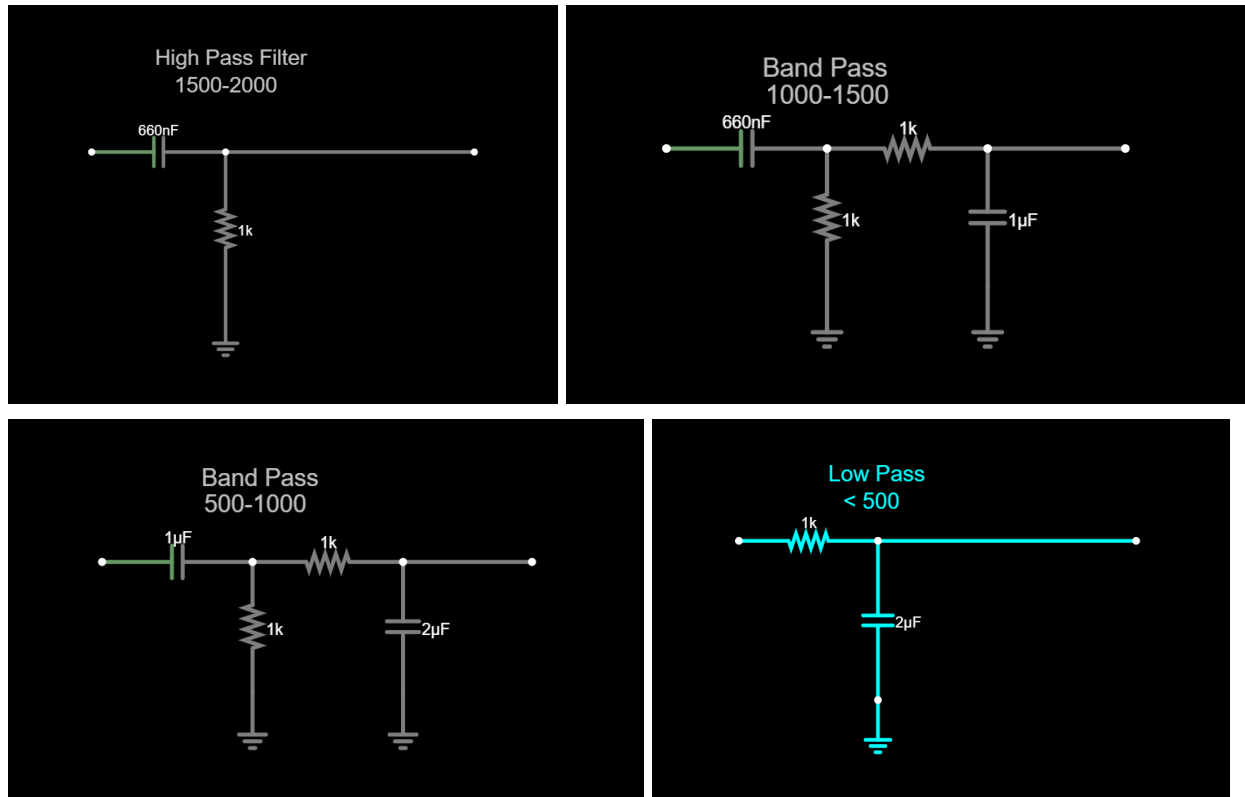 High Pass Filter
1500-2000
660nF
1k
Band Pass
1000-1500
660nF
1k
1k
1µF
Band Pass
500-1000
1µF
1k
1k
2µF
Low Pass
< 500
1k
2µF